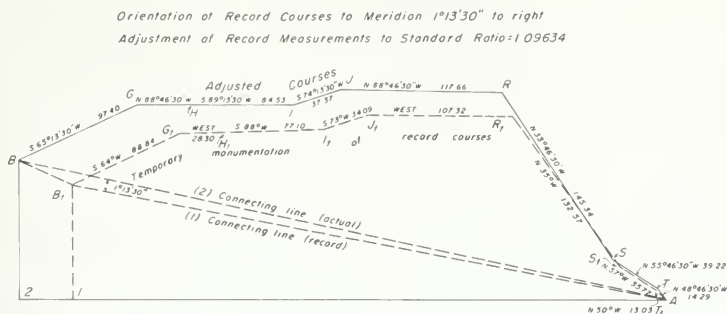 Orientation of Record Courses to Meridian 1°13'30" to right
Adjustment of Record Measurements to Standard Ratio=1.09634
Adjusted Courses
G N 88°46'30"W S 89°13'30"W 84.53 I S 74°13'30"W 37.37 J N 88°46'30"W 117.66 R
H
S 65°13'30"W 97.40
G₁ WEST 28.30 H₁ S 88°W 77.10 I₁ S 73°W 34.09 J₁ WEST 107.32 R₁
S 64°W 88.84
Temporary monumentation of record courses
N 33°46'30"W 145.34
N 35°W 132.57
B
B₁
1°13'30"
(2) Connecting line (actual)
(1) Connecting line (record)
S
S₁
N 55°46'30"W 39.22
N 57°W 35.77
T
N 48°46'30"W
14.29
A
2
1
N 50°W 13.03 T₁